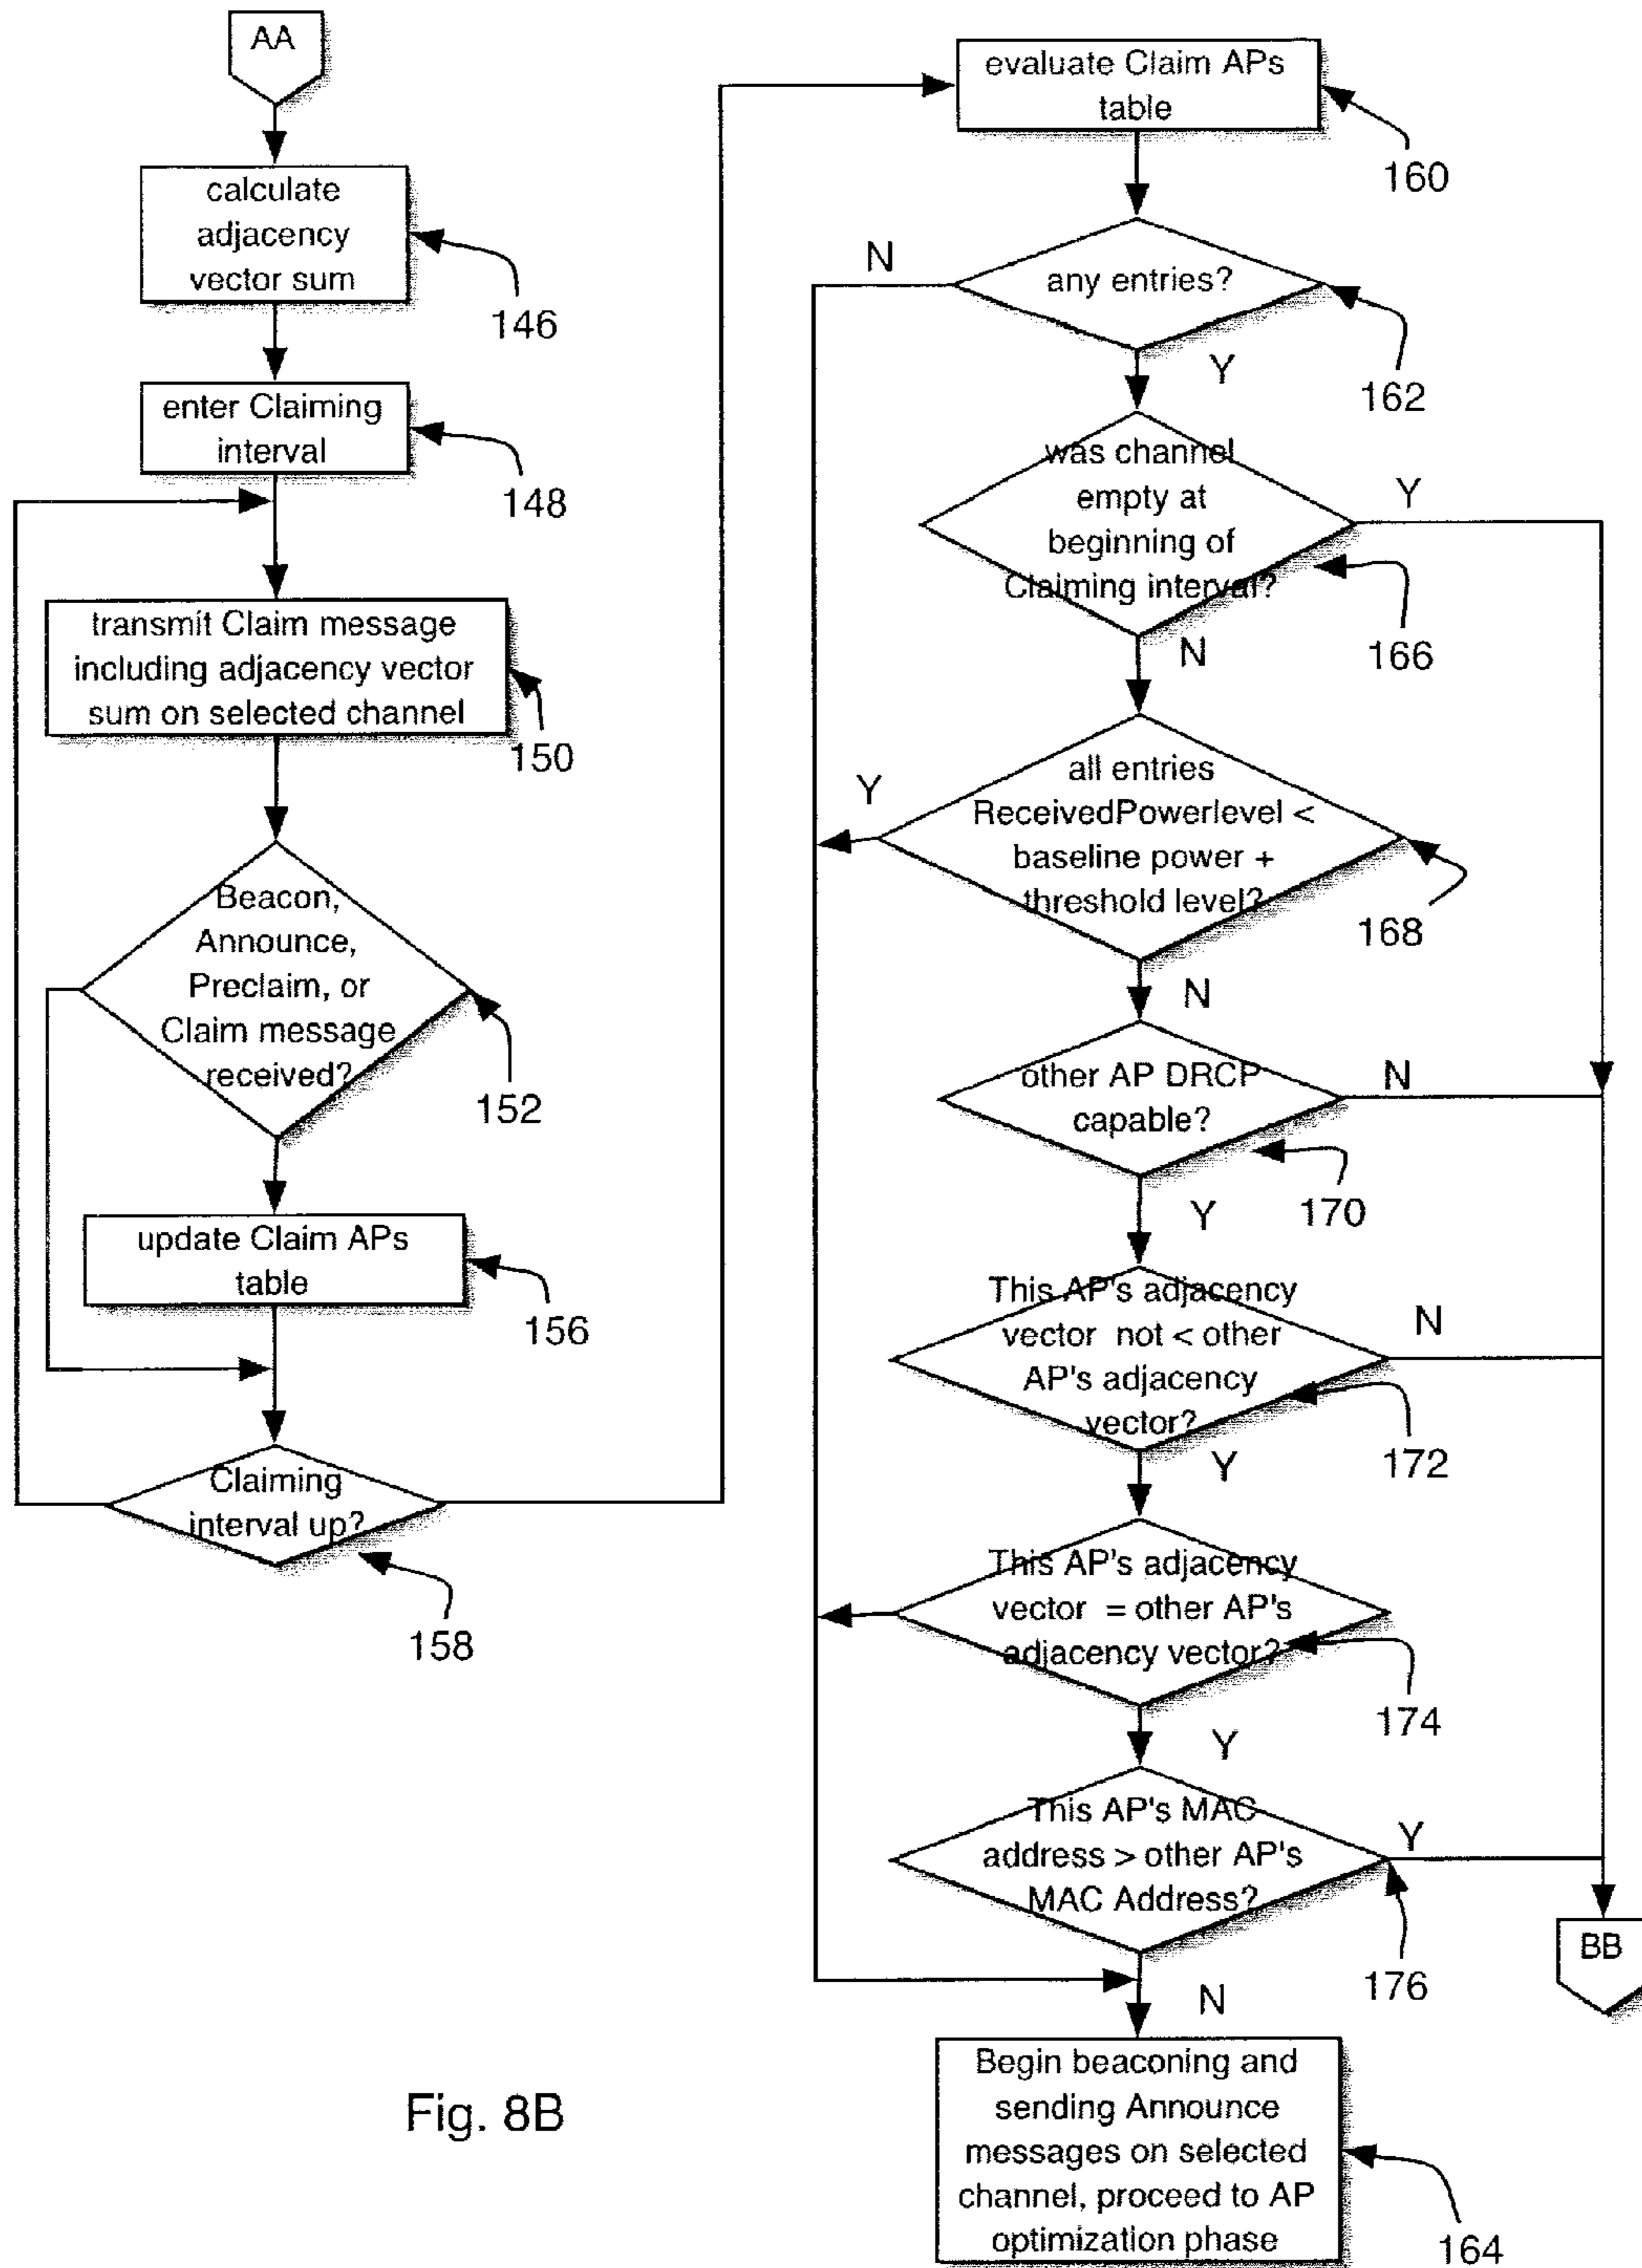 AA
calculate
adjacency
vector sum
146
enter Claiming
interval
148
transmit Claim message
including adjacency vector
sum on selected channel
150
Beacon,
Announce,
Preclaim, or
Claim message
received?
152
update Claim APs
table
156
Claiming
interval up?
158
evaluate Claim APs
table
160
N
any entries?
Y
162
was channel
empty at
beginning of
Claiming interval?
Y
N
166
all entries
ReceivedPowerlevel <
baseline power +
threshold level?
Y
N
168
other AP DRCP
capable?
N
Y
170
This AP's adjacency
vector not < other
AP's adjacency
vector?
N
Y
172
This AP's adjacency
vector = other AP's
adjacency vector?
174
Y
This AP's MAC
address > other AP's
MAC Address?
Y
176
BB
N
Begin beaconing and
sending Announce
messages on selected
channel, proceed to AP
optimization phase
164
Fig. 8B